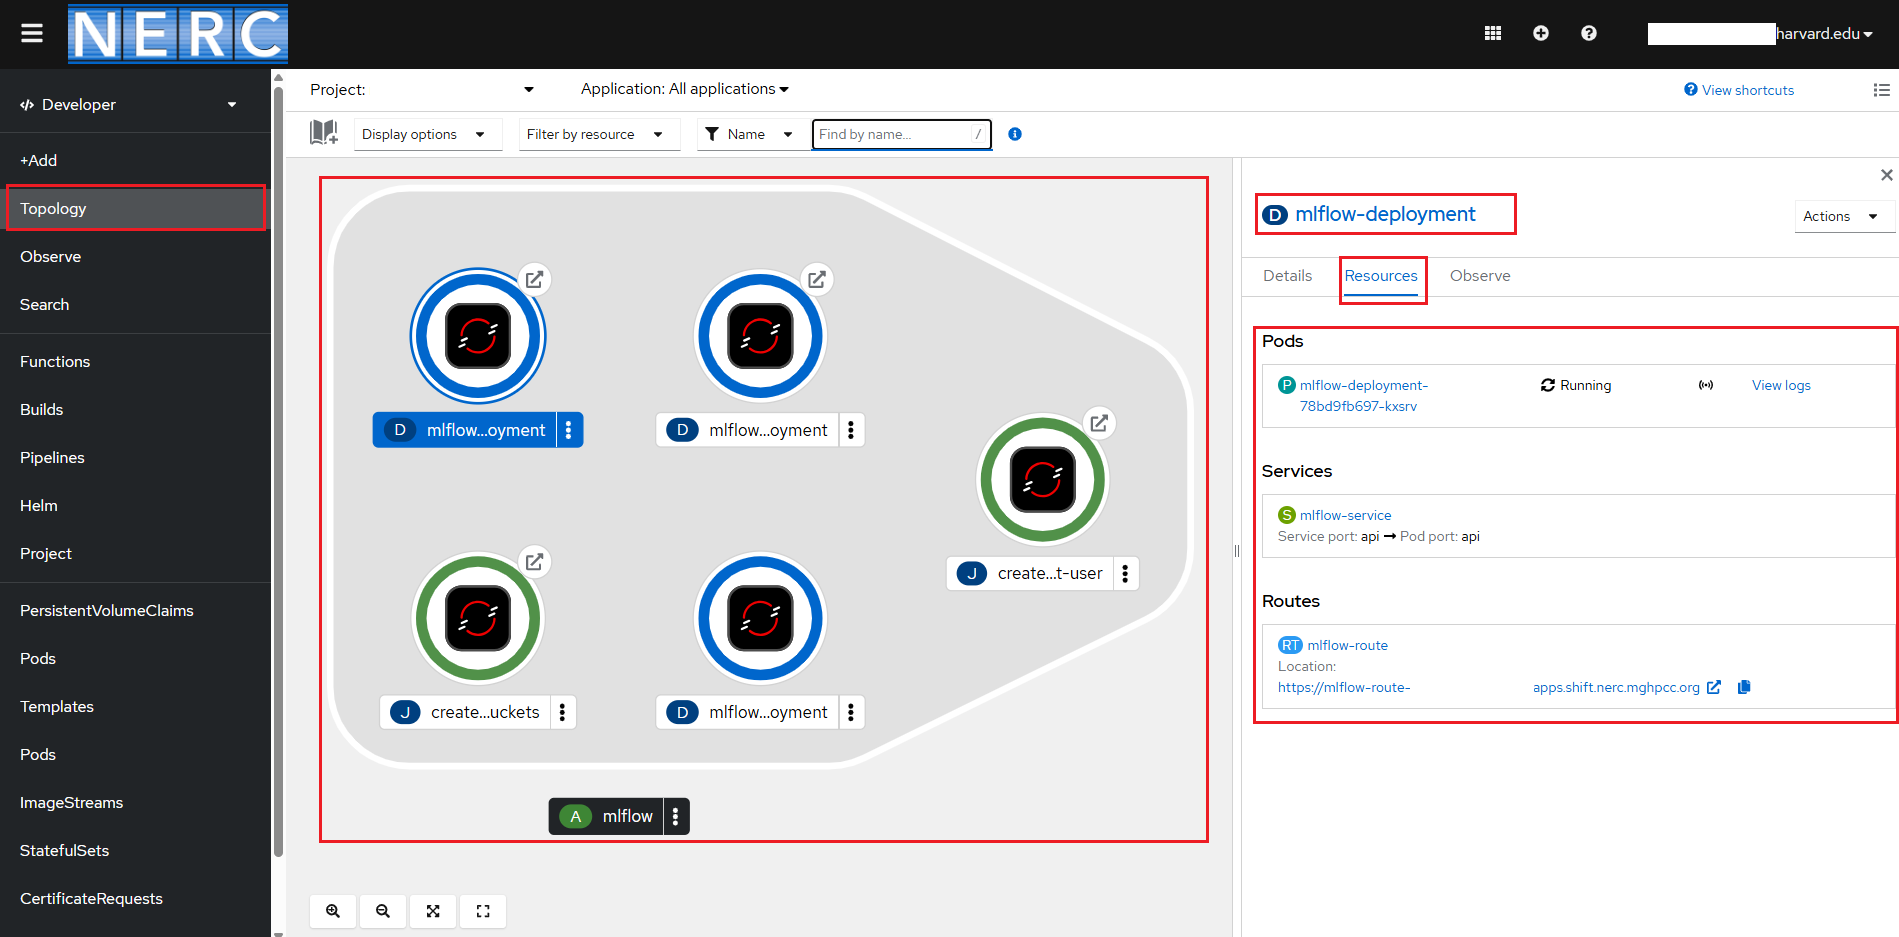 NERC
harvard.edu
Developer
+Add
Topology
Observe
Search
Functions
Builds
Pipelines
Helm
Project
PersistentVolumeClaims
Pods
Templates
Pods
ImageStreams
StatefulSets
CertificateRequests
Project:
Application: All applications
View shortcuts
Display options
Filter by resource
Name
Find by name...
/
D mlflow...oyment
D mlflow...oyment
J create...t-user
J create...uckets
D mlflow...oyment
A mlflow
D mlflow-deployment
Actions
Details
Resources
Observe
Pods
P mlflow-deployment-
78bd9fb697-kxsrv
Running
View logs
Services
S mlflow-service
Service port: api → Pod port: api
Routes
RT mlflow-route
Location:
https://mlflow-route- apps.shift.nerc.mghpcc.org